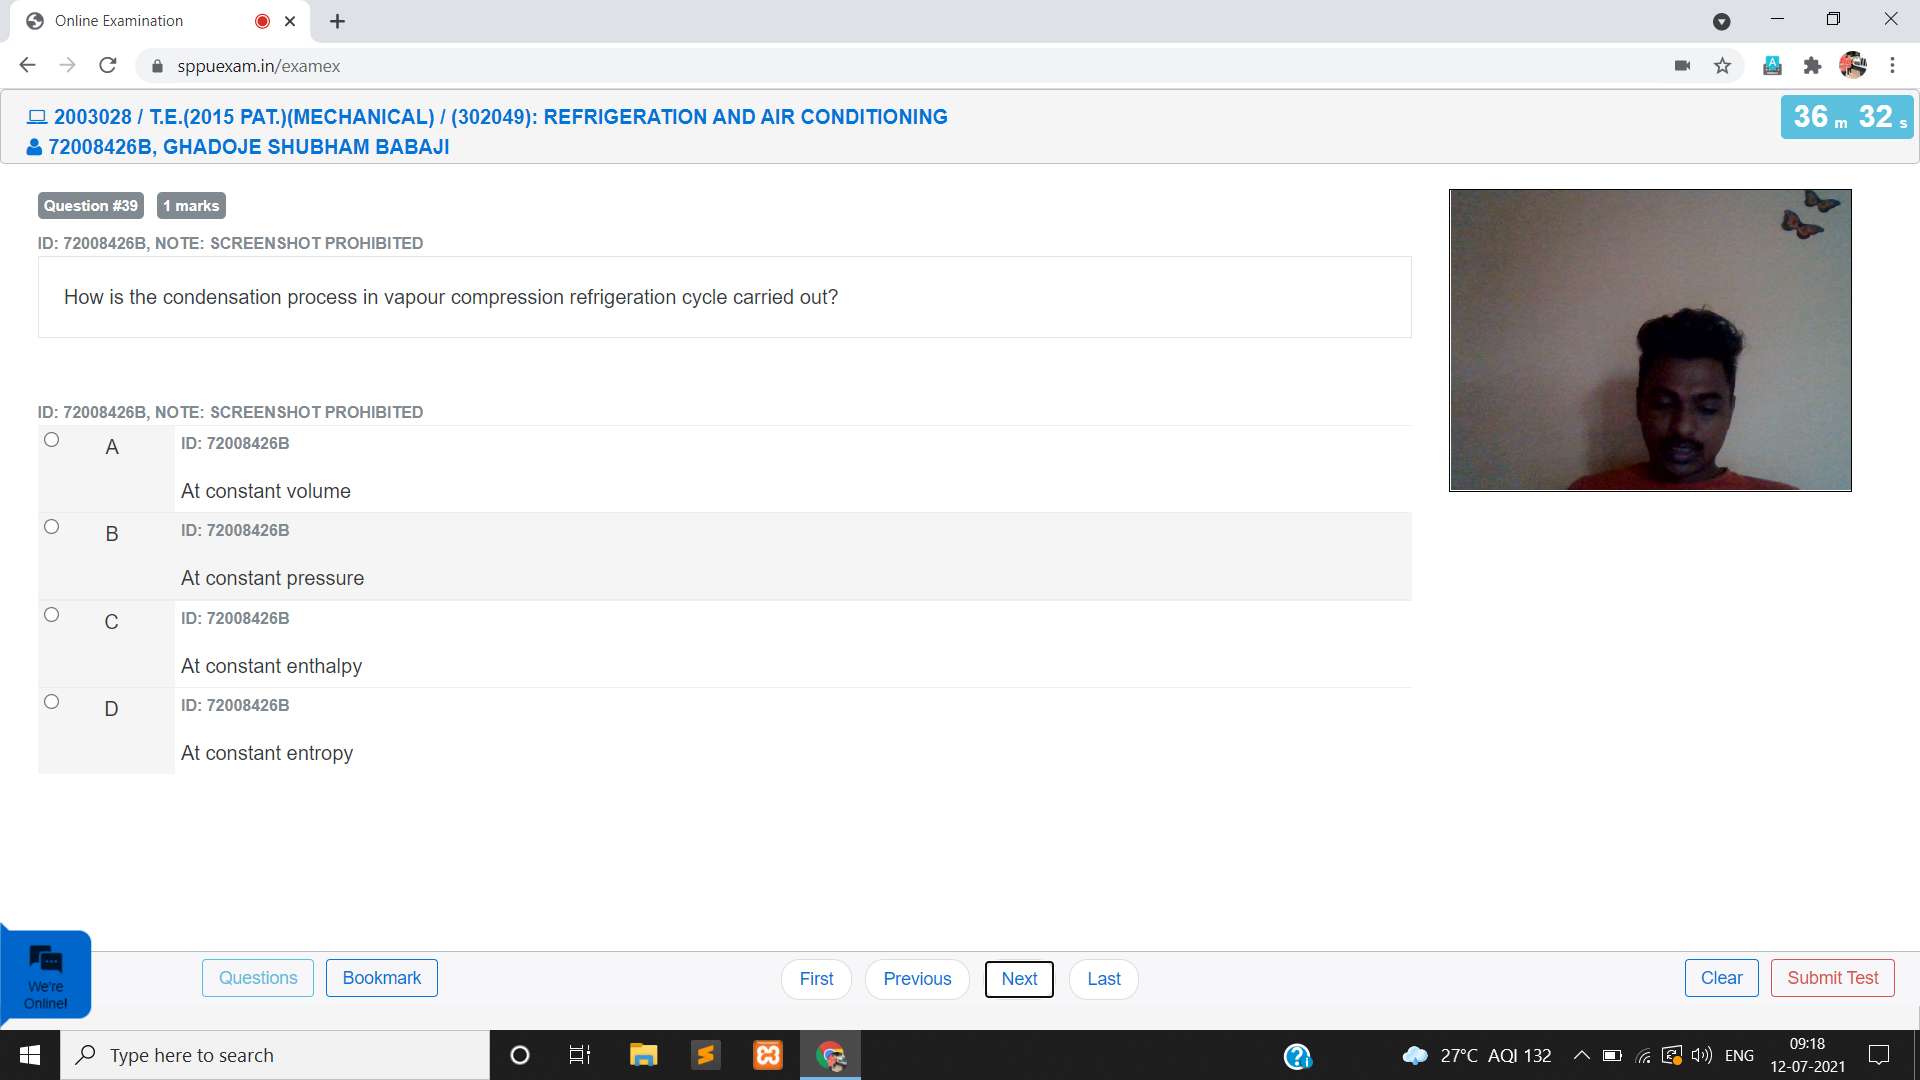 Online Examination
sppuexam.in/examex
2003028 / T.E.(2015 PAT.)(MECHANICAL) / (302049): REFRIGERATION AND AIR CONDITIONING
72008426B, GHADOJE SHUBHAM BABAJI
36 m 32 s
Question #39 1 marks
ID: 72008426B, NOTE: SCREENSHOT PROHIBITED
How is the condensation process in vapour compression refrigeration cycle carried out?
ID: 72008426B, NOTE: SCREENSHOT PROHIBITED
A ID: 72008426B
At constant volume
B ID: 72008426B
At constant pressure
C ID: 72008426B
At constant enthalpy
D ID: 72008426B
At constant entropy
We're
Online!
Questions Bookmark First Previous Next Last Clear Submit Test
Type here to search
27°C AQI 132 ENG
09:18
12-07-2021